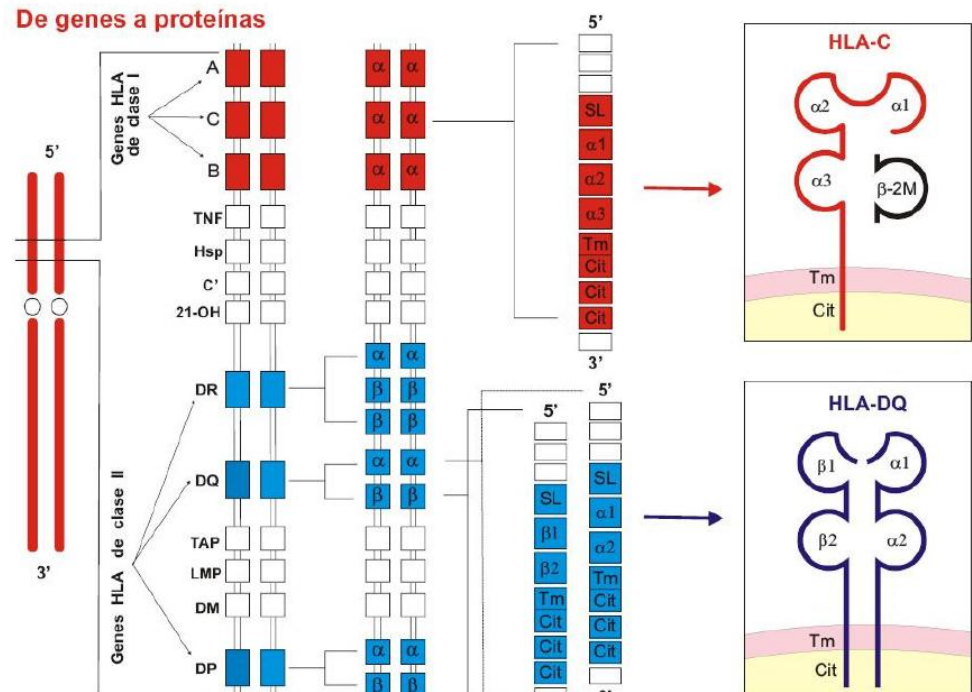 De genes a proteínas
5'
3'
Genes HLA
de clase I
Genes HLA de clase II
A
C
B
TNF
Hsp
C'
21-OH
DR
DQ
TAP
LMP
DM
DP
α α
α α
α α
α α
β β
β β
α α
β β
α α
β β
5'
SL
α1
α2
α3
Tm
Cit
Cit
Cit
3'
5'
SL
β1
β2
Tm
Cit
Cit
Cit
5'
SL
α1
α2
Tm
Cit
Cit
Cit
HLA-C
α2
α1
α3
β-2M
Tm
Cit
HLA-DQ
β1
α1
β2
α2
Tm
Cit